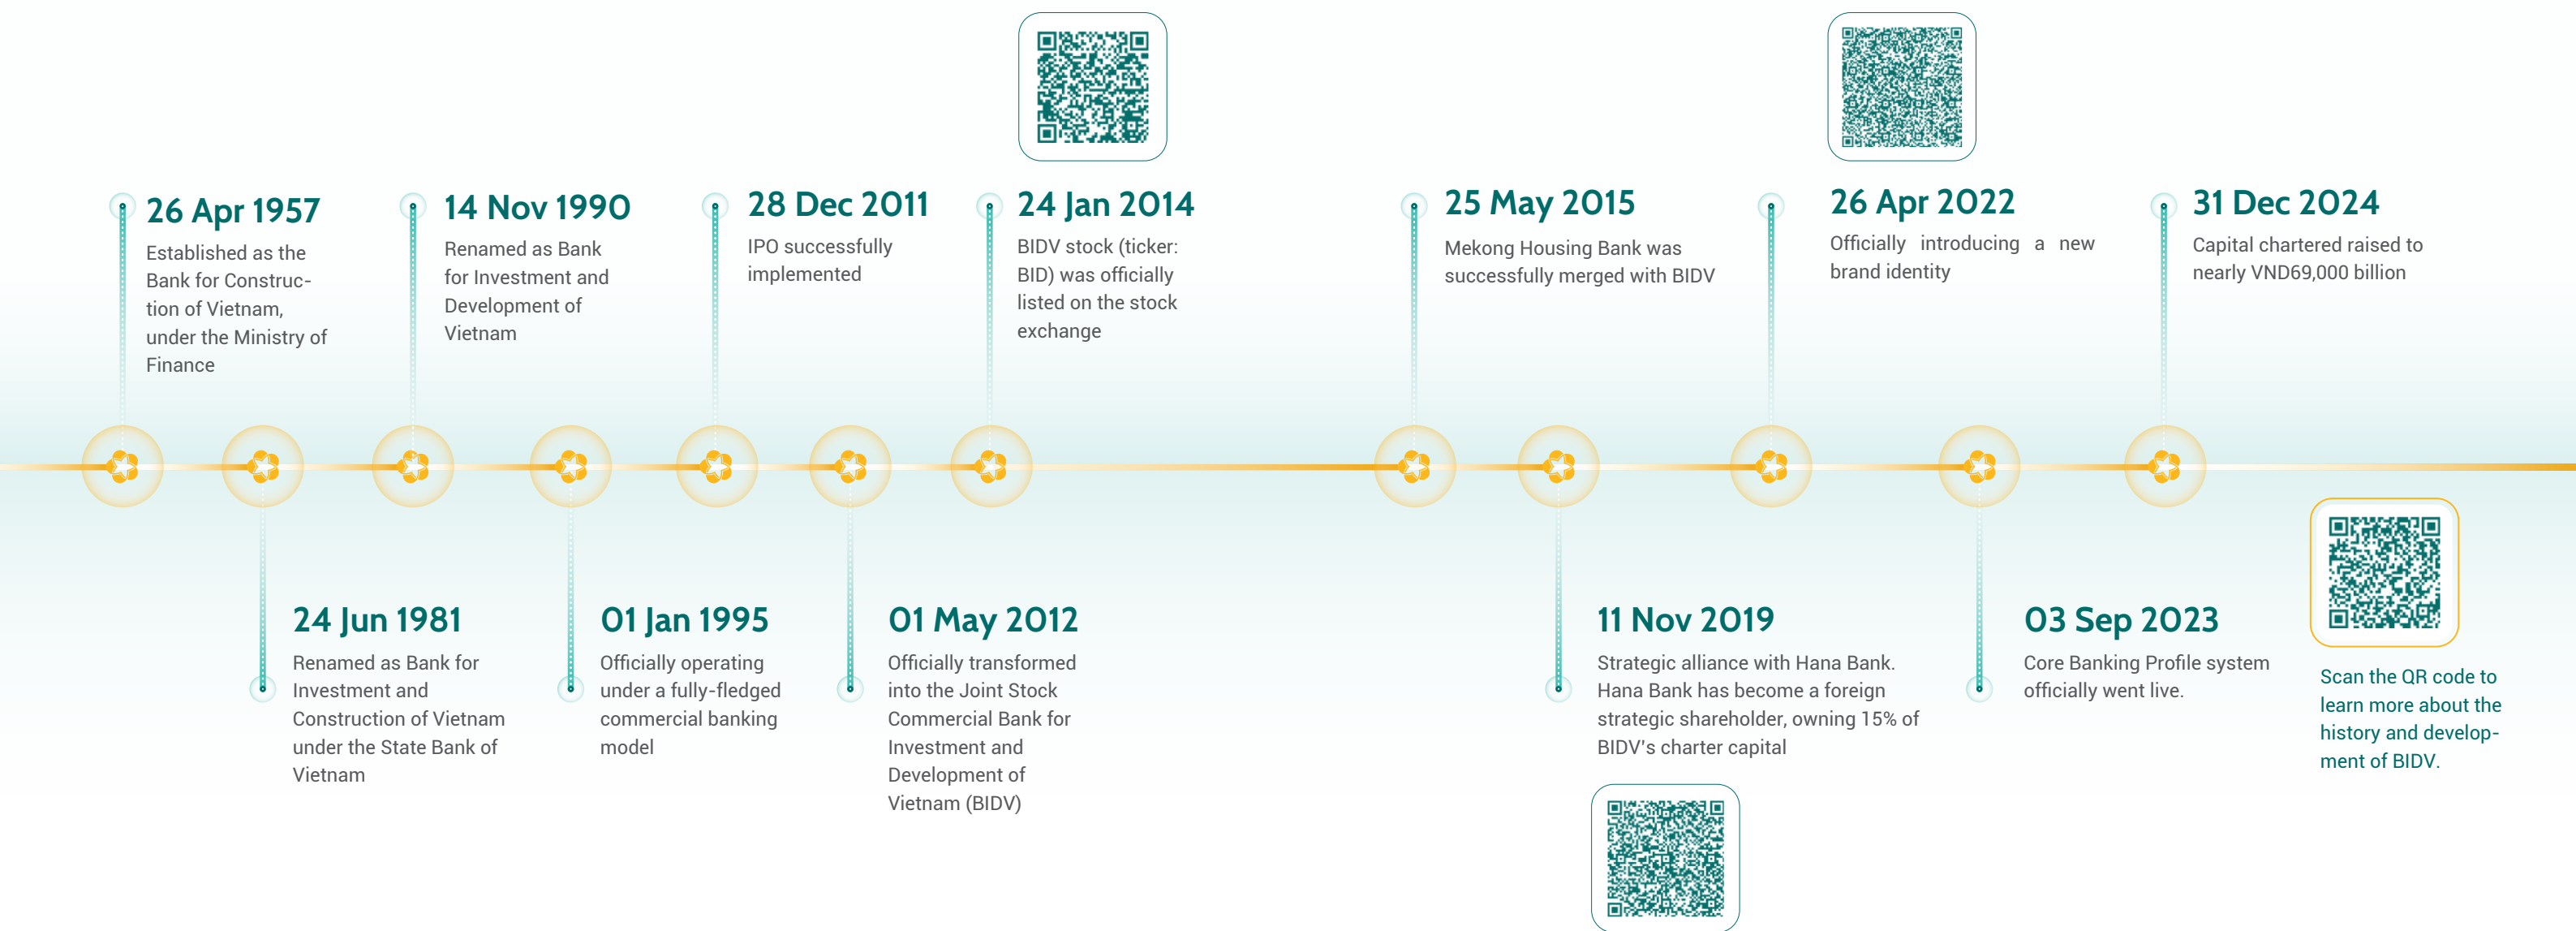 26 Apr 1957
Established as the
Bank for Construc-
tion of Vietnam,
under the Ministry of
Finance
14 Nov 1990
Renamed as Bank
for Investment and
Development of
Vietnam
28 Dec 2011
IPO successfully
implemented
24 Jan 2014
BIDV stock (ticker:
BID) was officially
listed on the stock
exchange
25 May 2015
Mekong Housing Bank was
successfully merged with BIDV
26 Apr 2022
Officially introducing a new
brand identity
31 Dec 2024
Capital chartered raised to
nearly VND69,000 billion
24 Jun 1981
Renamed as Bank for
Investment and
Construction of Vietnam
under the State Bank of
Vietnam
01 Jan 1995
Officially operating
under a fully-fledged
commercial banking
model
01 May 2012
Officially transformed
into the Joint Stock
Commercial Bank for
Investment and
Development of
Vietnam (BIDV)
11 Nov 2019
Strategic alliance with Hana Bank.
Hana Bank has become a foreign
strategic shareholder, owning 15% of
BIDV's charter capital
03 Sep 2023
Core Banking Profile system
officially went live.
Scan the QR code to
learn more about the
history and develop-
ment of BIDV.